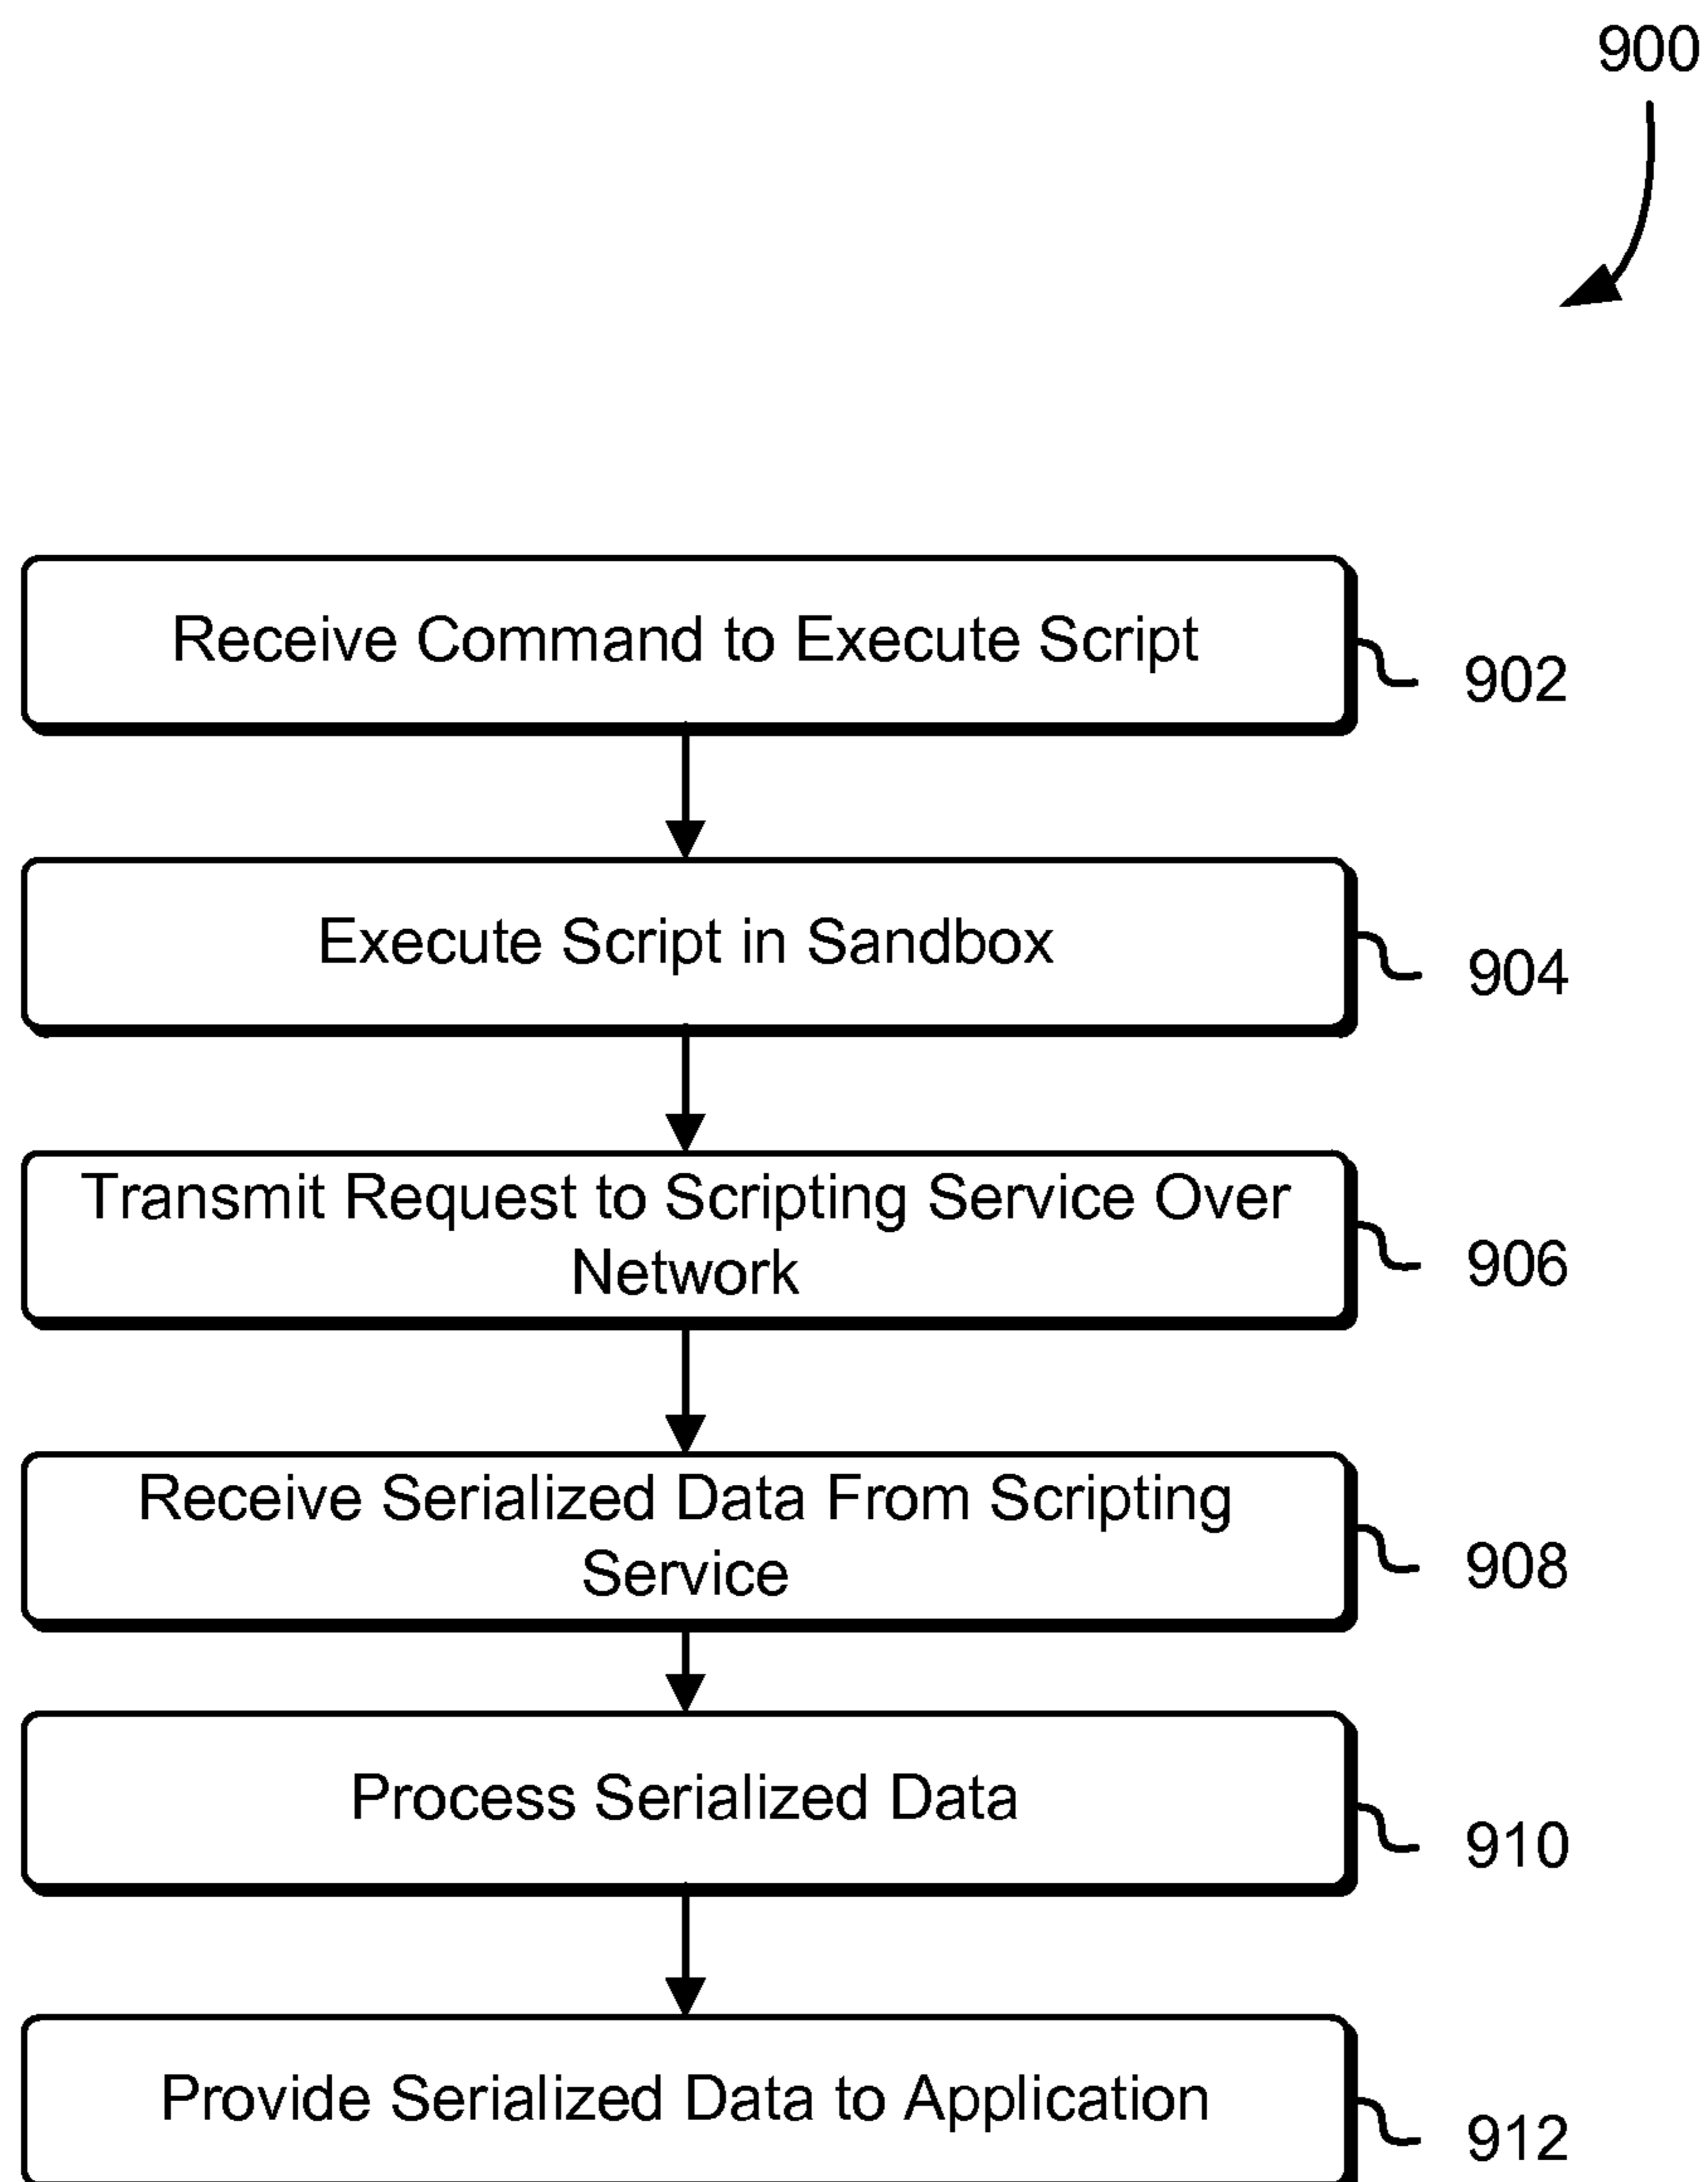 900
Receive Command to Execute Script
902
Execute Script in Sandbox
904
Transmit Request to Scripting Service Over
Network
906
Receive Serialized Data From Scripting
Service
908
Process Serialized Data
910
Provide Serialized Data to Application
912